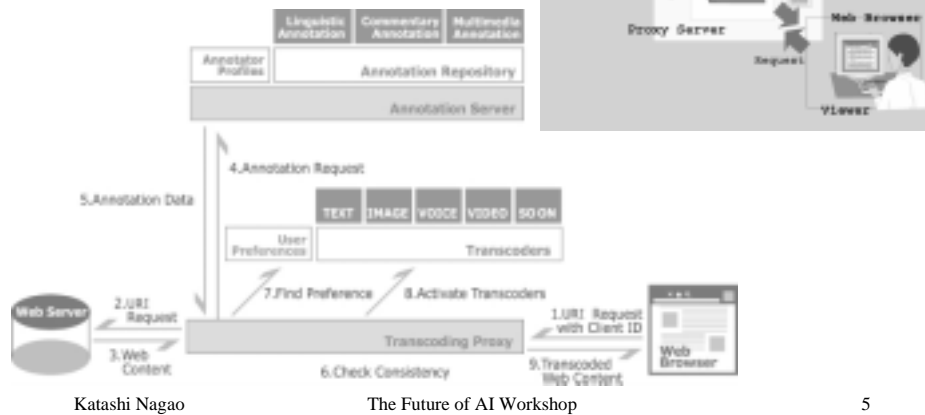 Linguistic
Annotation
Commentary
Annotation
Multimedia
Annotation
Annotator
Profiles
Annotation Repository
Annotation Server
Proxy Server
Web Browser
Request
Viewer
4.Annotation Request
5.Annotation Data
TEXT IMAGE VOICE VIDEO SO ON
User
Preferences
Transcoders
7.Find Preference
8.Activate Transcoders
Web Server
2.URI
Request
3.Web
Content
1.URI Request
with Client ID
Transcoding Proxy
6.Check Consistency
9.Transcoded
Web Content
Web
Browser
Katashi Nagao
The Future of AI Workshop
5